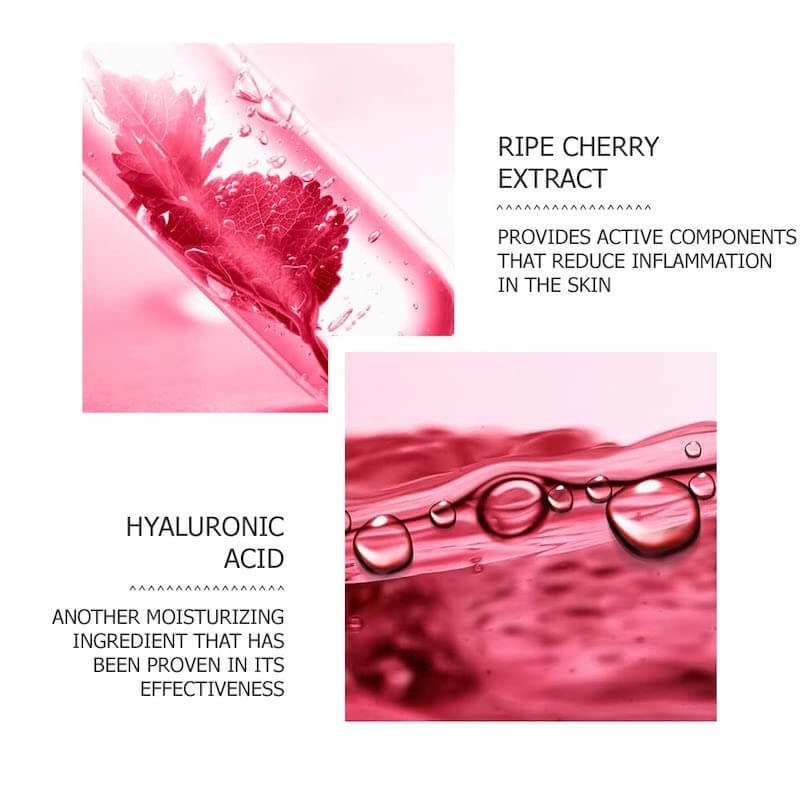 RIPE CHERRY
EXTRACT
^^^^^^^^^^^^^^^^^
PROVIDES ACTIVE COMPONENTS
THAT REDUCE INFLAMMATION
IN THE SKIN
HYALURONIC
ACID
^^^^^^^^^^^^^^^^^
ANOTHER MOISTURIZING
INGREDIENT THAT HAS
BEEN PROVEN IN ITS
EFFECTIVENESS